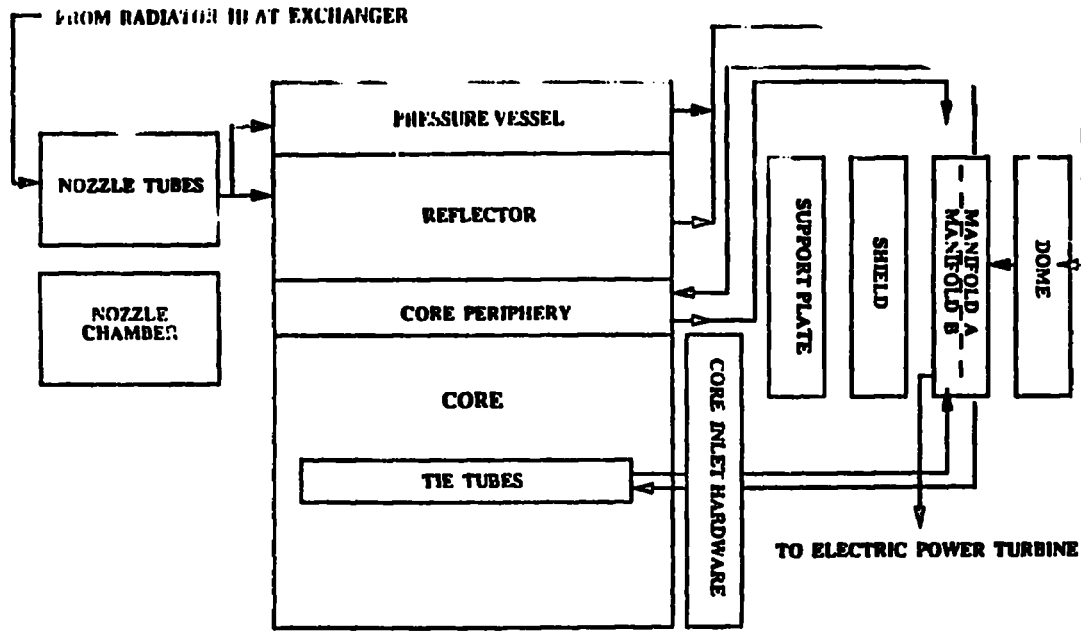 FROM RADIATOR HEAT EXCHANGER
PRESSURE VESSEL
NOZZLE TUBES
REFLECTOR
NOZZLE
CHAMBER
CORE PERIPHERY
CORE
TIE TUBES
CORE INLET HARDWARE
SUPPORT PLATE
SHIELD
MANIFOLD A
MANIFOLD B
DOME
TO ELECTRIC POWER TURBINE